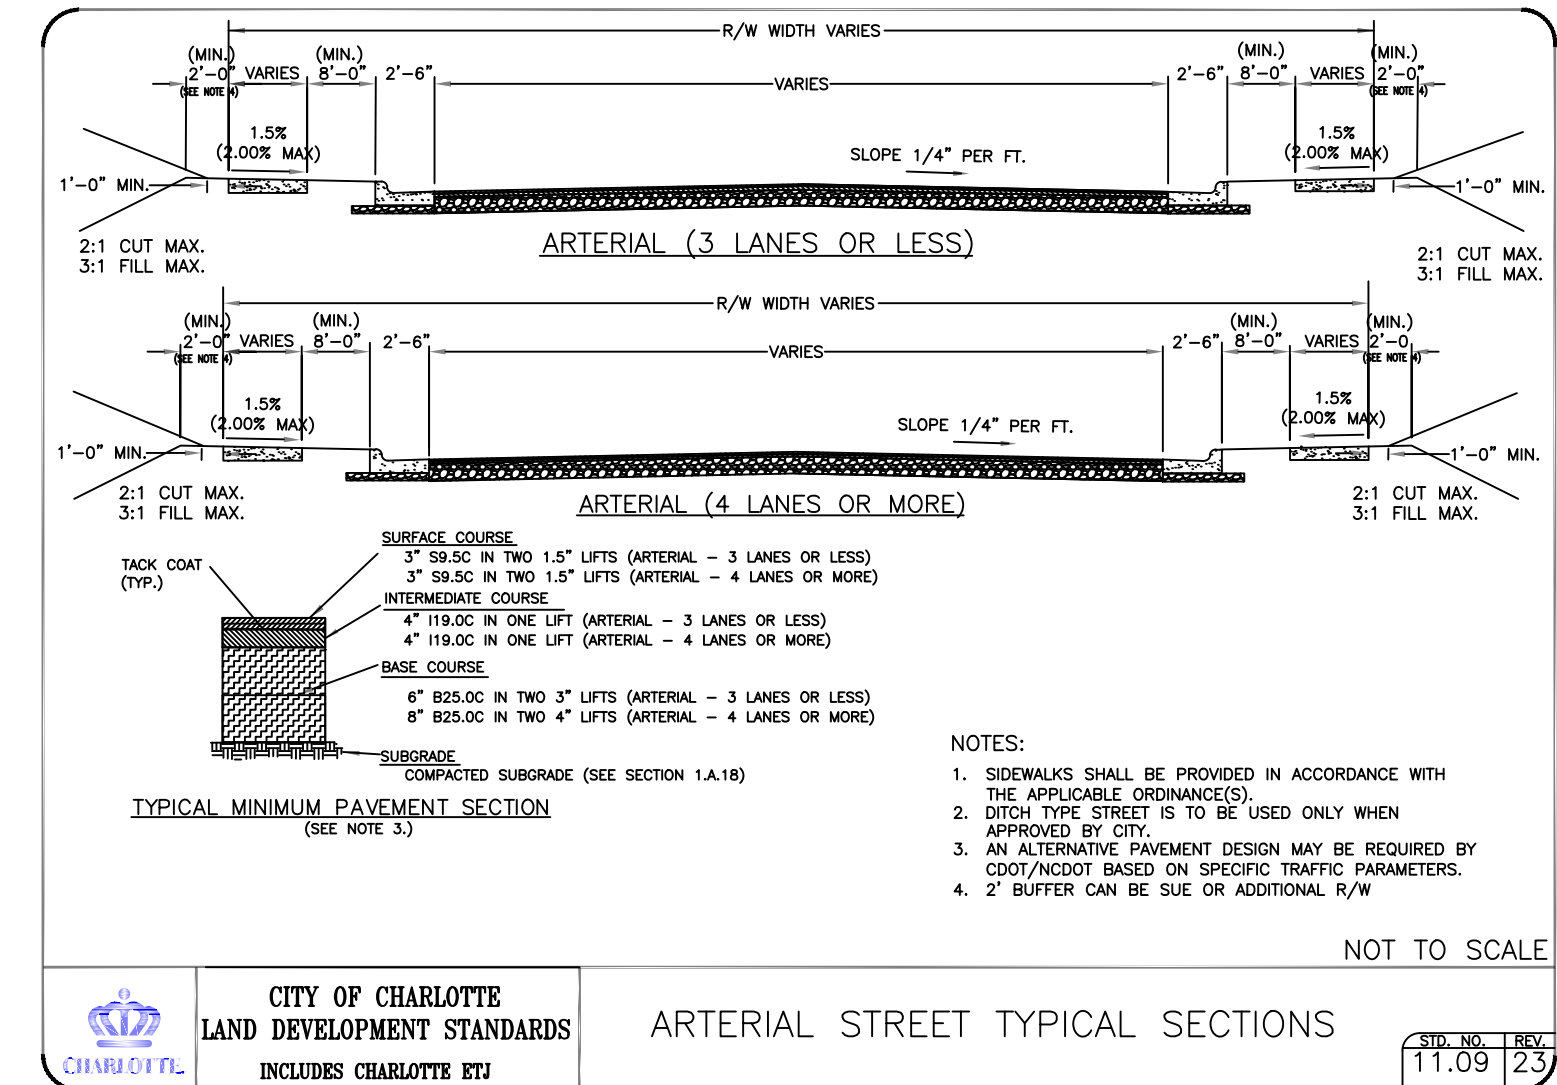 R/W WIDTH VARIES
(MIN.)
2'-0"
(SEE NOTE 4)
VARIES
(MIN.)
8'-0"
2'-6"
VARIES
2'-6"
(MIN.)
8'-0"
VARIES
(MIN.)
2'-0"
(SEE NOTE 4)
1.5%
(2.00% MAX)
SLOPE 1/4" PER FT.
1.5%
(2.00% MAX)
1'-0" MIN.
1'-0" MIN.
2:1 CUT MAX.
3:1 FILL MAX.
ARTERIAL (3 LANES OR LESS)
2:1 CUT MAX.
3:1 FILL MAX.
R/W WIDTH VARIES
(MIN.)
2'-0"
(SEE NOTE 4)
VARIES
(MIN.)
8'-0"
2'-6"
VARIES
2'-6"
(MIN.)
8'-0"
VARIES
(MIN.)
2'-0
(SEE NOTE 4)
1.5%
(2.00% MAX)
SLOPE 1/4" PER FT.
1.5%
(2.00% MAX)
1'-0" MIN.
1'-0" MIN.
2:1 CUT MAX.
3:1 FILL MAX.
ARTERIAL (4 LANES OR MORE)
2:1 CUT MAX.
3:1 FILL MAX.
TACK COAT
(TYP.)
SURFACE COURSE
3" S9.5C IN TWO 1.5" LIFTS (ARTERIAL - 3 LANES OR LESS)
3" S9.5C IN TWO 1.5" LIFTS (ARTERIAL - 4 LANES OR MORE)
INTERMEDIATE COURSE
4" I19.0C IN ONE LIFT (ARTERIAL - 3 LANES OR LESS)
4" I19.0C IN ONE LIFT (ARTERIAL - 4 LANES OR MORE)
BASE COURSE
6" B25.0C IN TWO 3" LIFTS (ARTERIAL - 3 LANES OR LESS)
8" B25.0C IN TWO 4" LIFTS (ARTERIAL - 4 LANES OR MORE)
SUBGRADE
COMPACTED SUBGRADE (SEE SECTION 1.A.18)
TYPICAL MINIMUM PAVEMENT SECTION
(SEE NOTE 3.)
NOTES:
1. SIDEWALKS SHALL BE PROVIDED IN ACCORDANCE WITH
THE APPLICABLE ORDINANCE(S).
2. DITCH TYPE STREET IS TO BE USED ONLY WHEN
APPROVED BY CITY.
3. AN ALTERNATIVE PAVEMENT DESIGN MAY BE REQUIRED BY
CDOT/NCDOT BASED ON SPECIFIC TRAFFIC PARAMETERS.
4. 2' BUFFER CAN BE SUE OR ADDITIONAL R/W
NOT TO SCALE
CHARLOTTE
CITY OF CHARLOTTE
LAND DEVELOPMENT STANDARDS
INCLUDES CHARLOTTE ETJ
ARTERIAL STREET TYPICAL SECTIONS
STD. NO. REV.
11.09 23